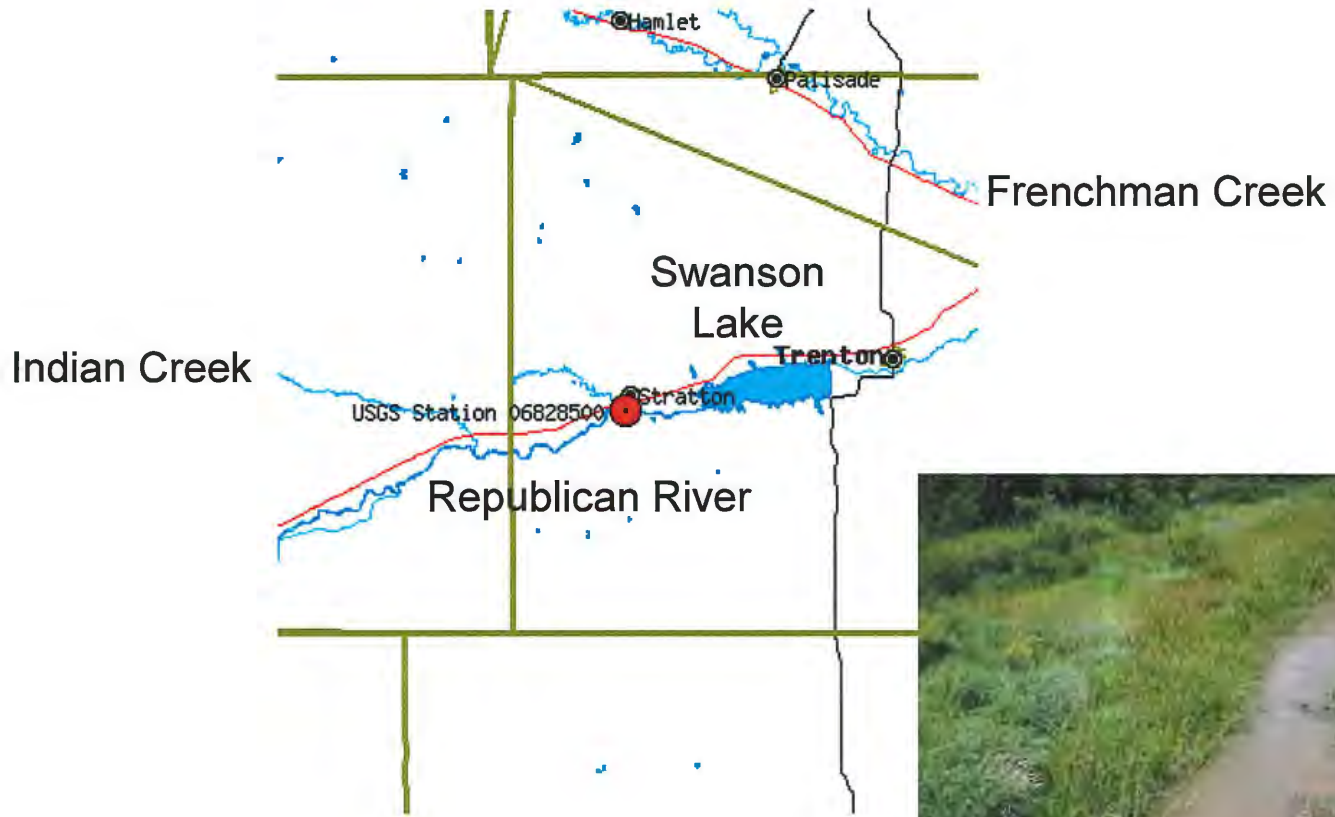 Hamlet
Palisade
Frenchman Creek
Swanson
Lake
Indian Creek
Trenton
Stratton
USGS Station 06828500
Republican River